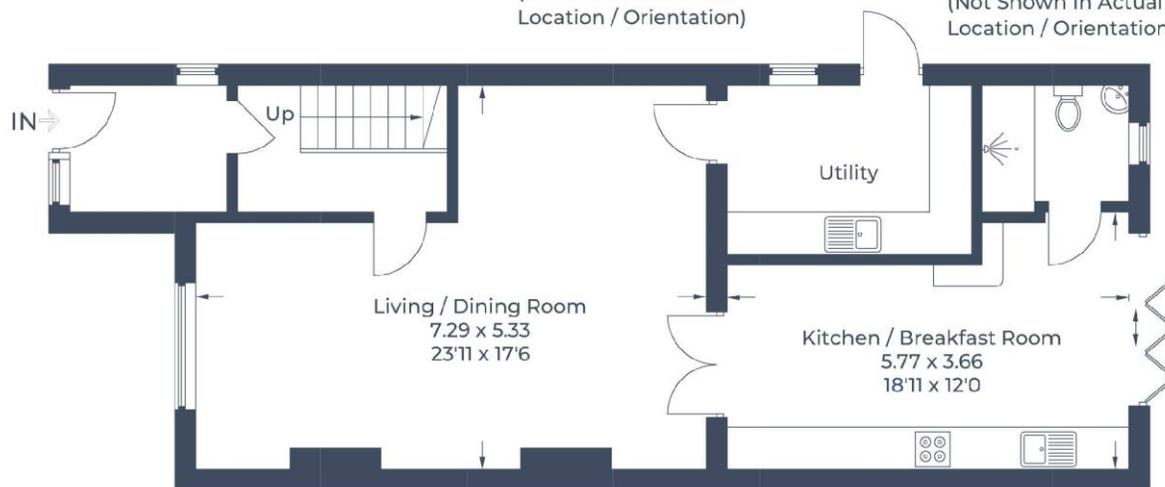 Location / Orientation)
(Not Shown In Actual
Location / Orientation
IN
Up
Utility
Living / Dining Room
7.29 x 5.33
23'11 x 17'6
Kitchen / Breakfast Room
5.77 x 3.66
18'11 x 12'0